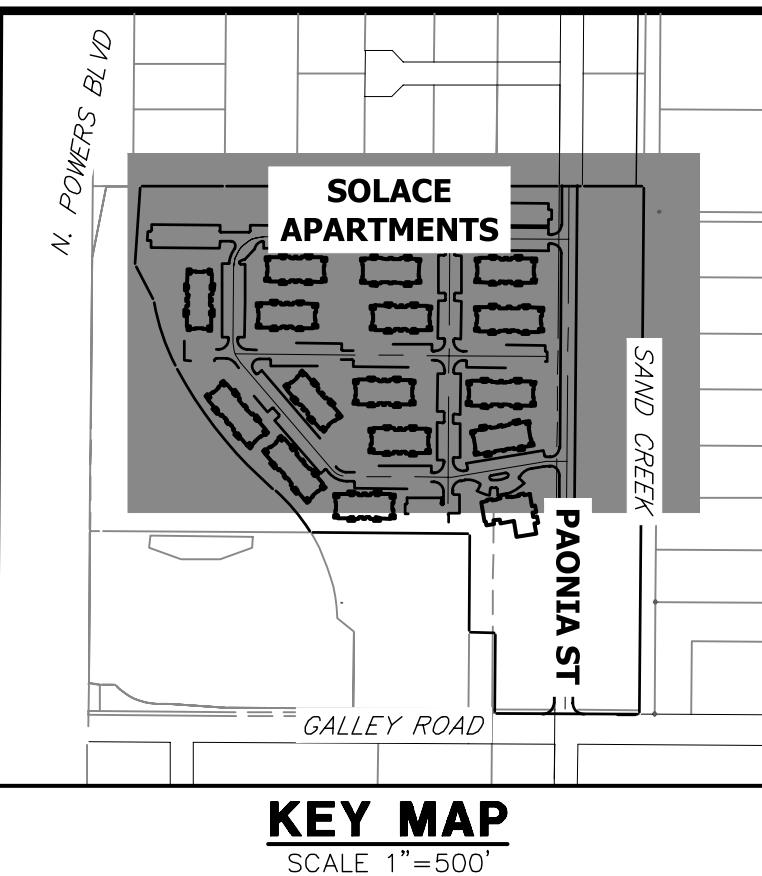 N. POWERS BLVD
SOLACE
APARTMENTS
SAND CREEK
PAONIA ST
GALLEY ROAD
KEY MAP
SCALE 1"=500'